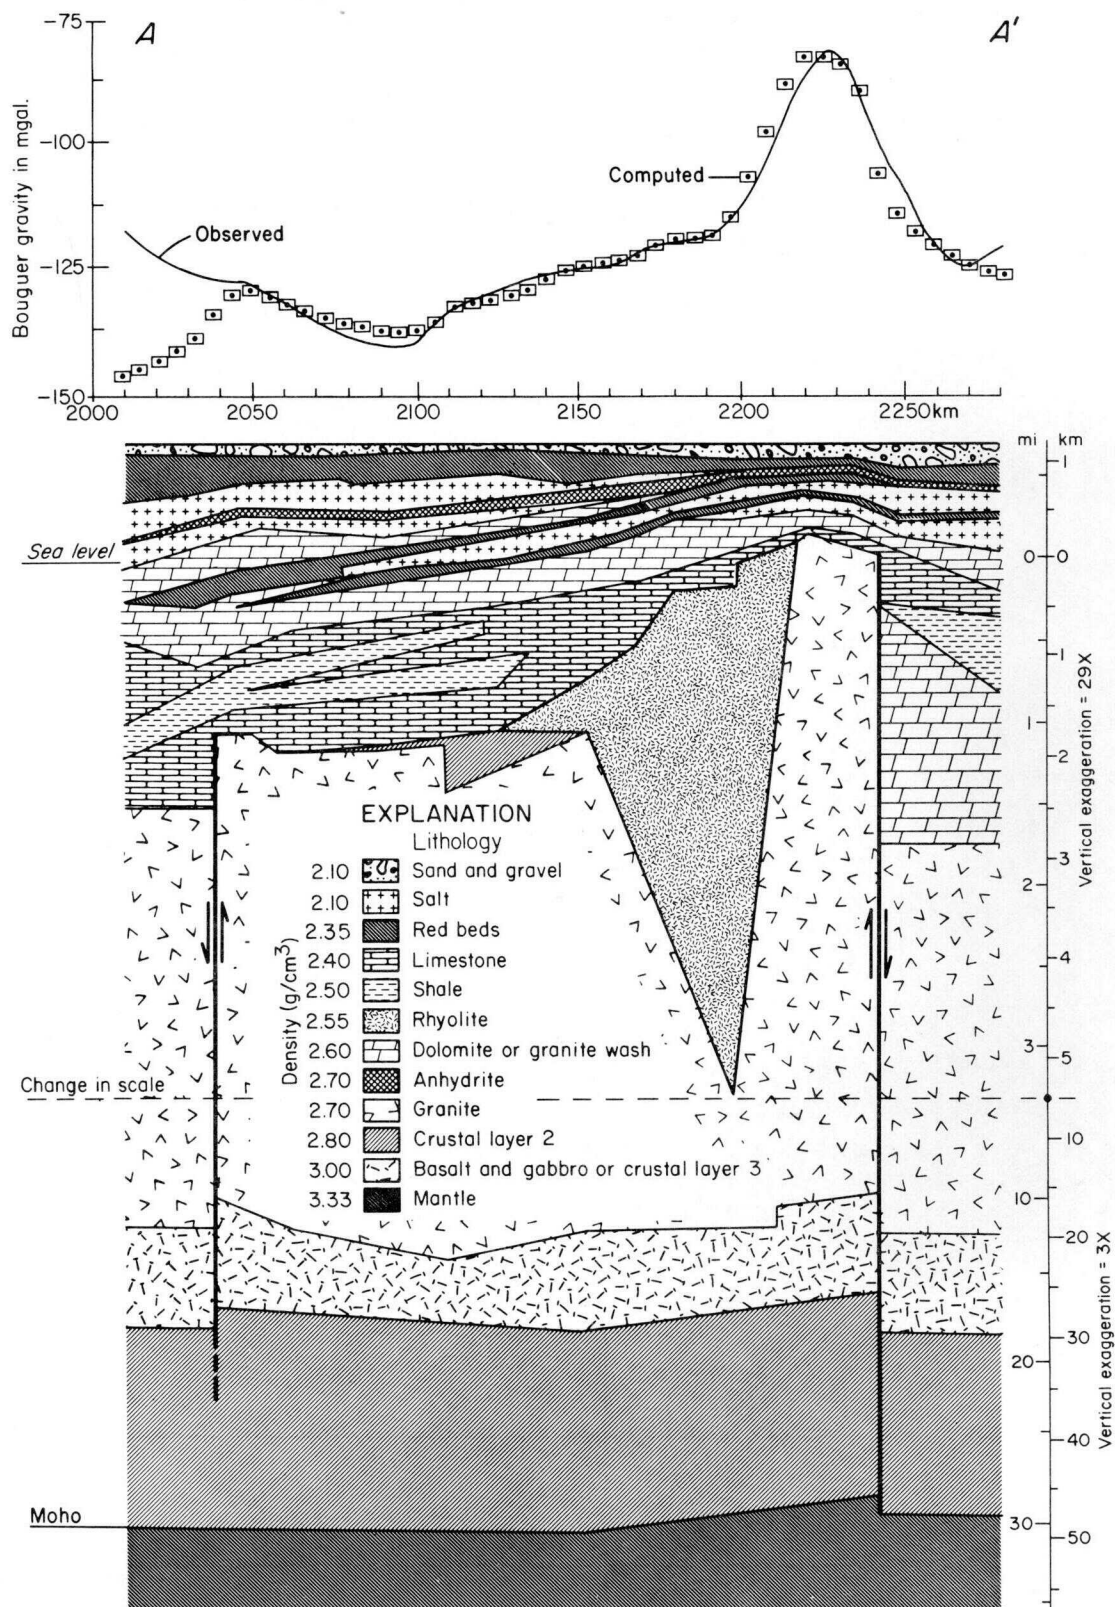 A
A'
Bouguer gravity in mgal.
-75
-100
-125
-150
Observed
Computed
2000
2050
2100
2150
2200
2250km
mi
km
1
Sea level
0
0
1
1
2
3
2
4
3
5
Vertical exaggeration = 29X
EXPLANATION
Lithology
Density (g/cm³)
2.10 Sand and gravel
2.10 Salt
2.35 Red beds
2.40 Limestone
2.50 Shale
2.55 Rhyolite
2.60 Dolomite or granite wash
2.70 Anhydrite
2.70 Granite
2.80 Crustal layer 2
3.00 Basalt and gabbro or crustal layer 3
3.33 Mantle
Change in scale
10
10
20
30
20
40
30
50
Vertical exaggeration = 3X
Moho